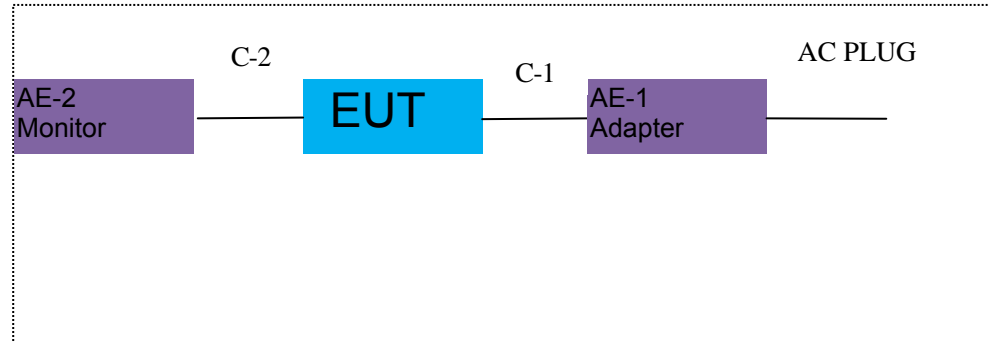 C-2
C-1
AC PLUG
AE-2
Monitor
EUT
AE-1
Adapter